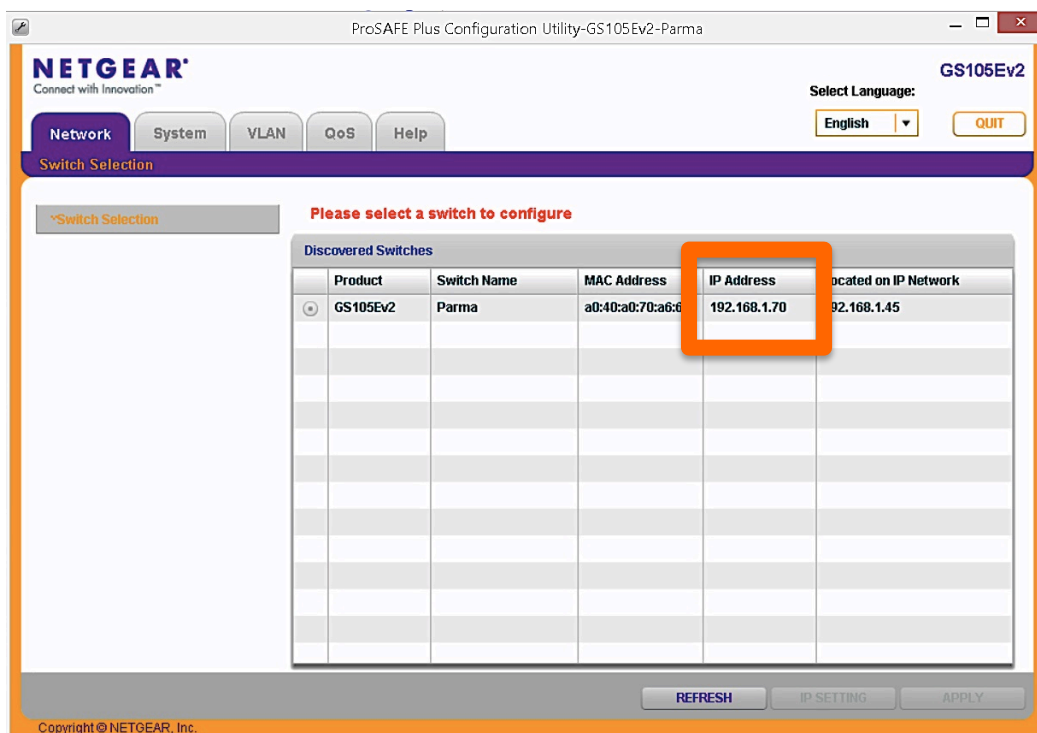 ProSAFE Plus Configuration Utility-GS105Ev2-Parma
NETGEAR®
Connect with Innovation™
GS105Ev2
Select Language:
English
QUIT
Network System VLAN QoS Help
Switch Selection
Switch Selection
Please select a switch to configure
Discovered Switches
Product Switch Name MAC Address IP Address ocated on IP Network
GS105Ev2 Parma a0:40:a0:70:a6:6 192.168.1.70 92.168.1.45
REFRESH IP SETTING APPLY
Copyright © NETGEAR, Inc.